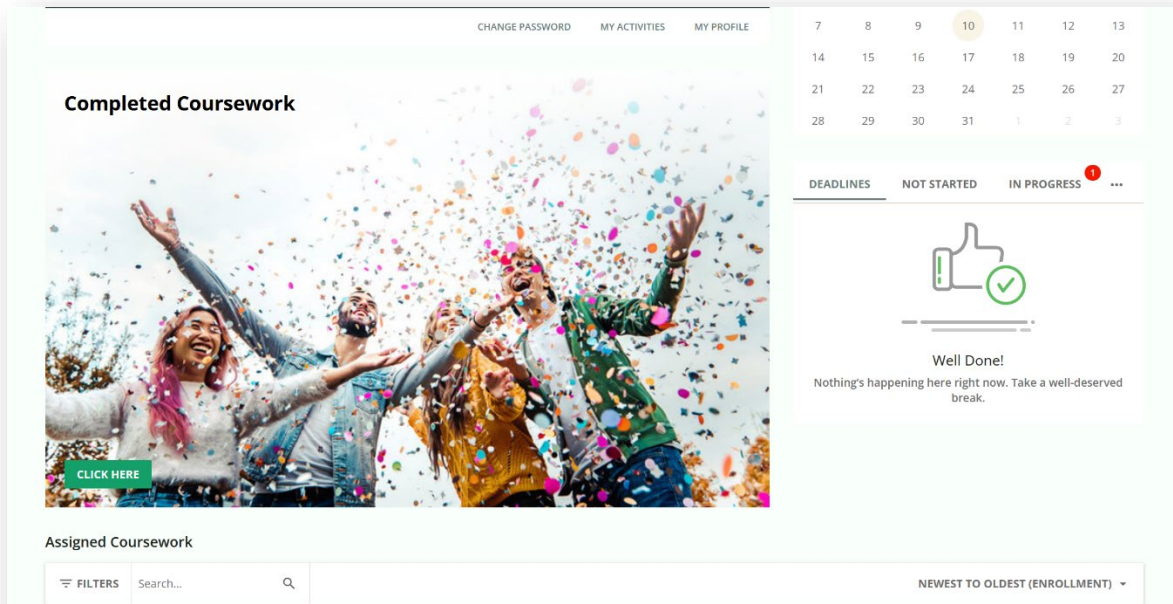 CHANGE PASSWORD MY ACTIVITIES MY PROFILE
Completed Coursework
CLICK HERE
7 8 9 10 11 12 13
14 15 16 17 18 19 20
21 22 23 24 25 26 27
28 29 30 31 1 2 3
DEADLINES NOT STARTED IN PROGRESS 1 ...
Well Done!
Nothing's happening here right now. Take a well-deserved
break.
Assigned Coursework
FILTERS Search... NEWEST TO OLDEST (ENROLLMENT)